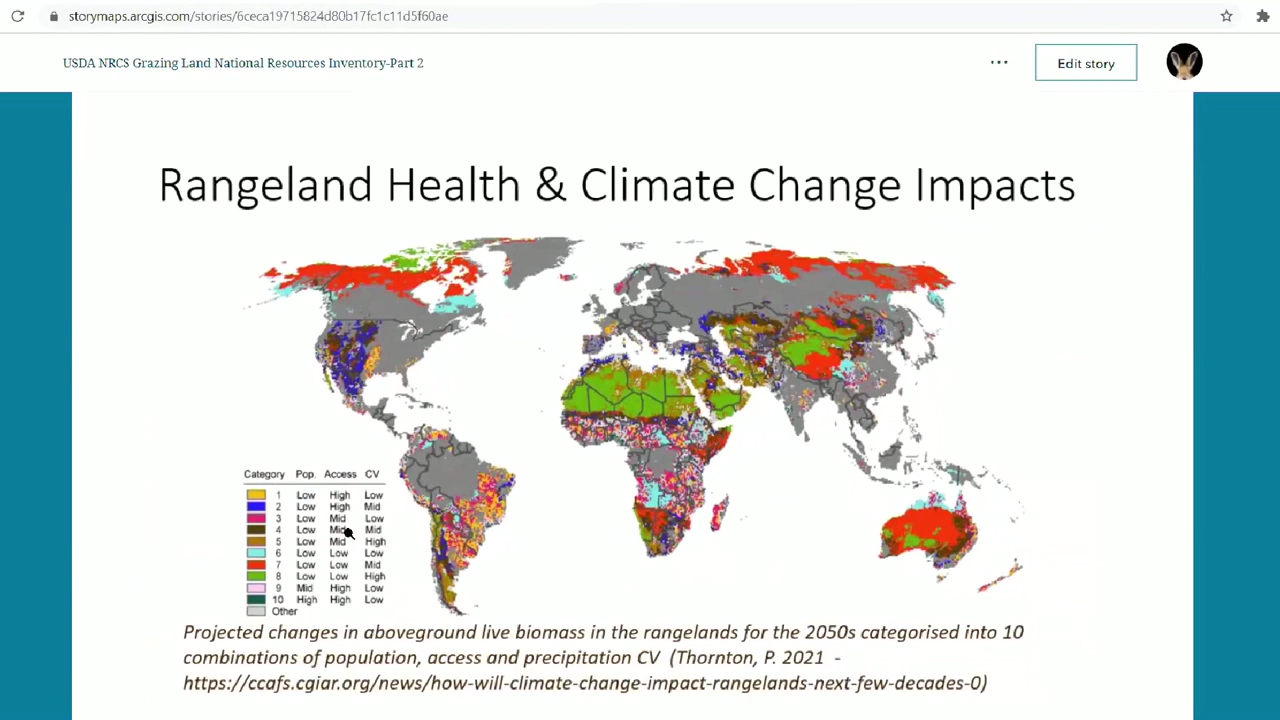 storymaps.arcgis.com/stories/6ceca19715824d80b17fc1c11d5f60ae
USDA NRCS Grazing Land National Resources Inventory-Part 2
Edit story
Rangeland Health & Climate Change Impacts
Category Pop. Access CV
1 Low High Low
2 Low High Mid
3 Low Mid Low
4 Low Mid Mid
5 Low Mid High
6 Low Low Low
7 Low Low Mid
8 Low Low High
9 Mid High Low
10 High High Low
Other
Projected changes in aboveground live biomass in the rangelands for the 2050s categorised into 10
combinations of population, access and precipitation CV (Thornton, P. 2021 -
https://ccafs.cgiar.org/news/how-will-climate-change-impact-rangelands-next-few-decades-0)